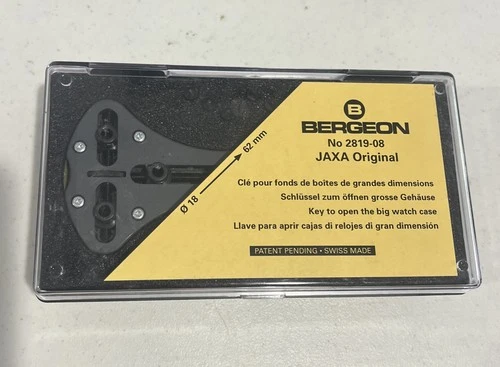 B
BERGEON
No 2819-08
JAXA Original
Ø 18 62 mm
Clé pour fonds de boîtes de grandes dimensions
Schlüssel zum öffnen grosse Gehäuse
Key to open the big watch case
Llave para aprir cajas di relojes di gran dimensión
PATENT PENDING • SWISS MADE